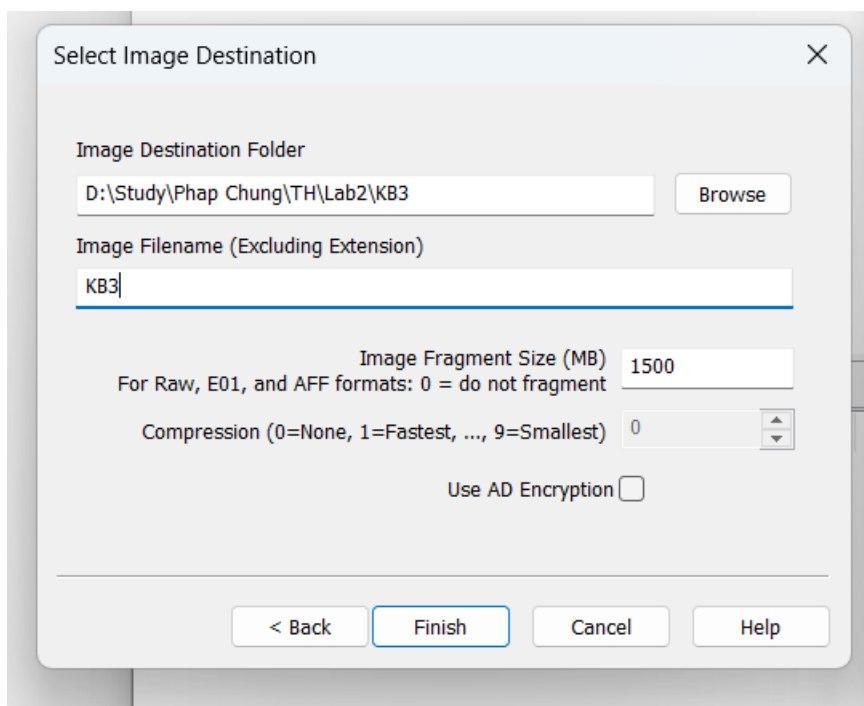 Select Image Destination
Image Destination Folder
D:\Study\Phap Chung\TH\Lab2\KB3
Browse
Image Filename (Excluding Extension)
KB3
Image Fragment Size (MB)
1500
For Raw, E01, and AFF formats: 0 = do not fragment
Compression (0=None, 1=Fastest, ..., 9=Smallest)
0
Use AD Encryption
< Back
Finish
Cancel
Help